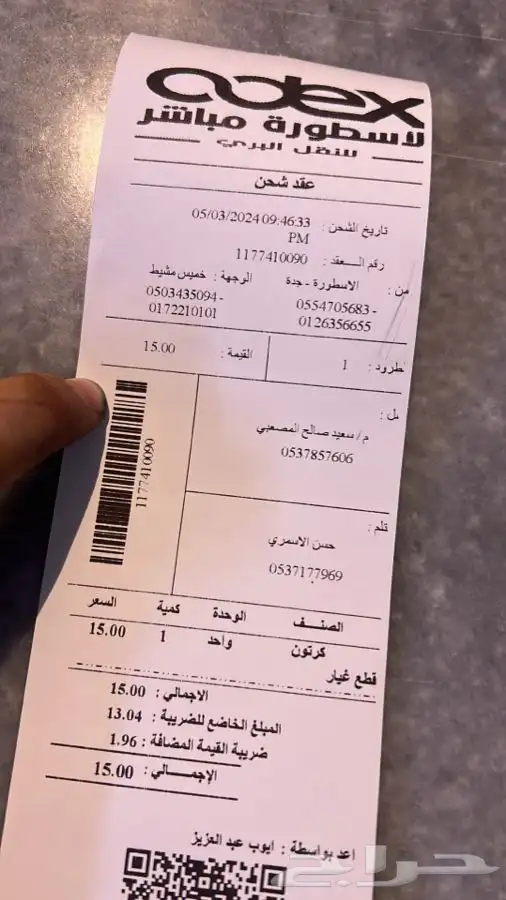 adex
لأسطورة مباشر
للنقل البري
عقد شحن
تاريخ الشحن : 05/03/2024 09:46:33 PM
رقم العقد : 1177410090
من : الاسطورة - جدة
0554705683 -
0126356655
الوجهة : خميس مشيط
0503435094 -
0172210101
طرود : 1
القيمة : 15.00
م/ سعيد صالح المصعبي
0537857606
1177410090
حسن الاسمري
0537177969
الصنف الوحدة كمية السعر
كرتون واحد 1 15.00
قطع غيار
الاجمالي : 15.00
المبلغ الخاضع للضريبة : 13.04
ضريبة القيمة المضافة : 1.96
الإجمالي : 15.00
اعد بواسطة : ايوب عبد العزيز
حراج